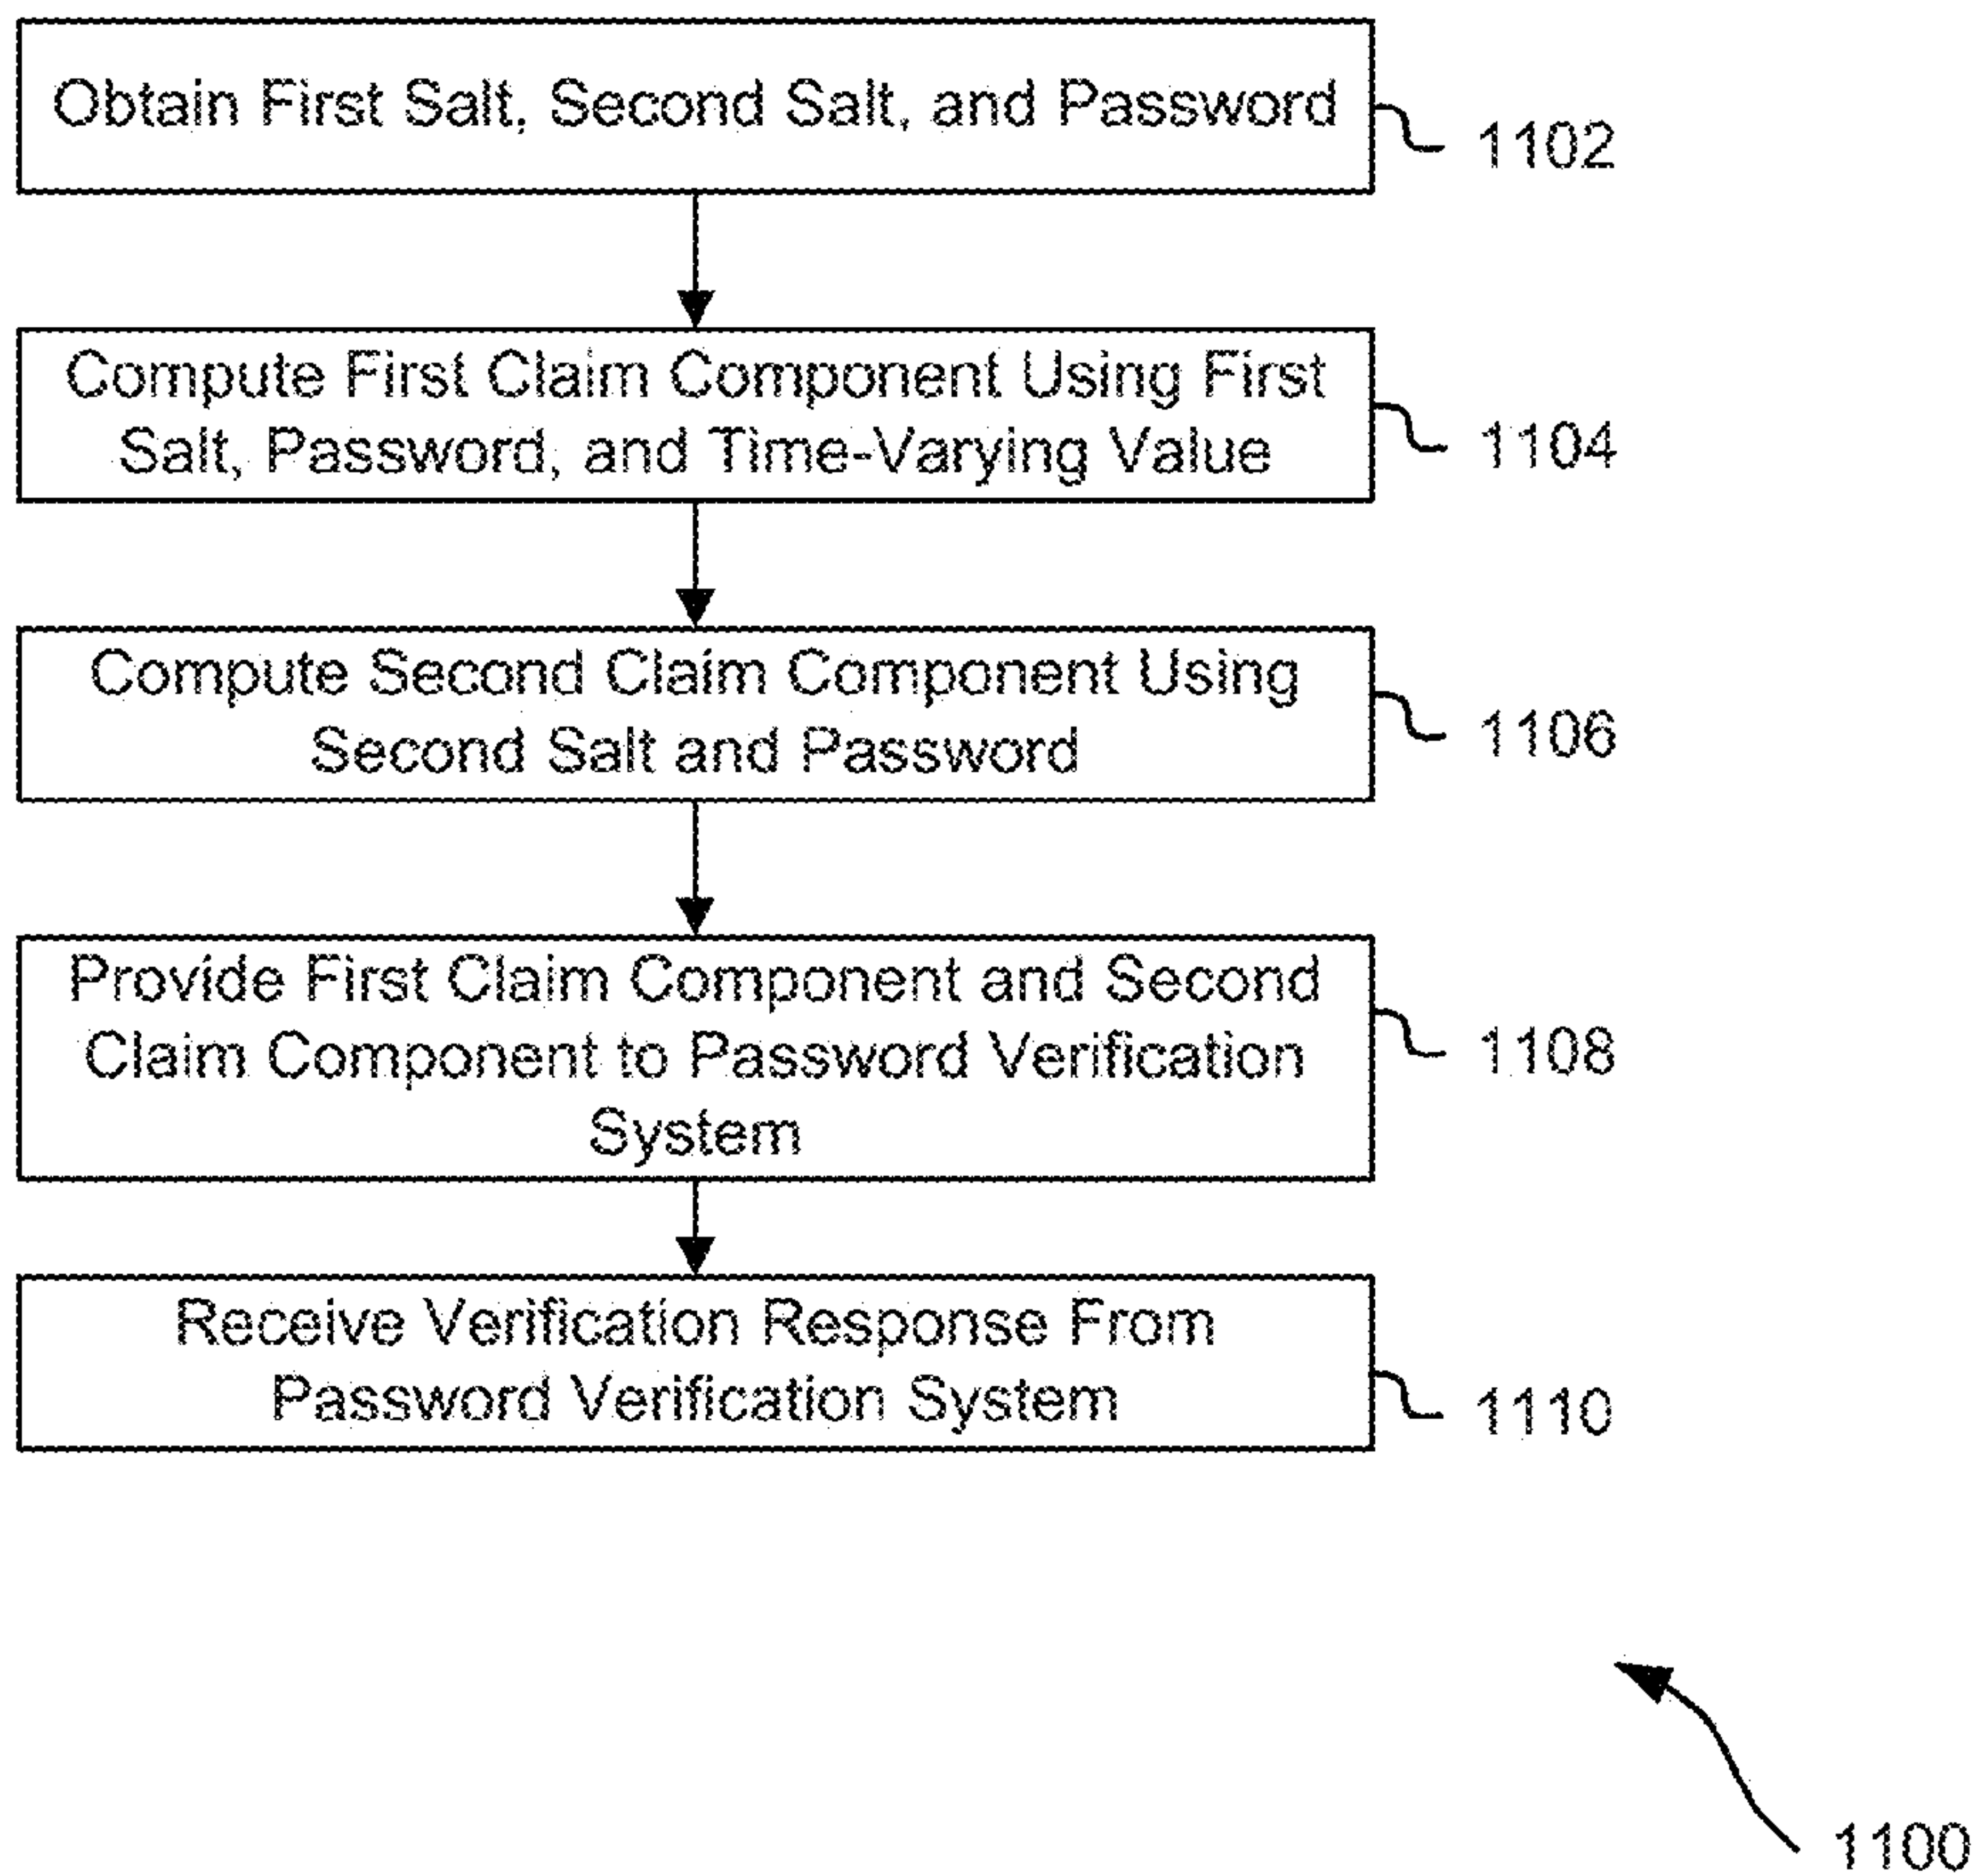 Obtain First Salt, Second Salt, and Password
1102
Compute First Claim Component Using First
Salt, Password, and Time-Varying Value
1104
Compute Second Claim Component Using
Second Salt and Password
1106
Provide First Claim Component and Second
Claim Component to Password Verification
System
1108
Receive Verification Response From
Password Verification System
1110
1100